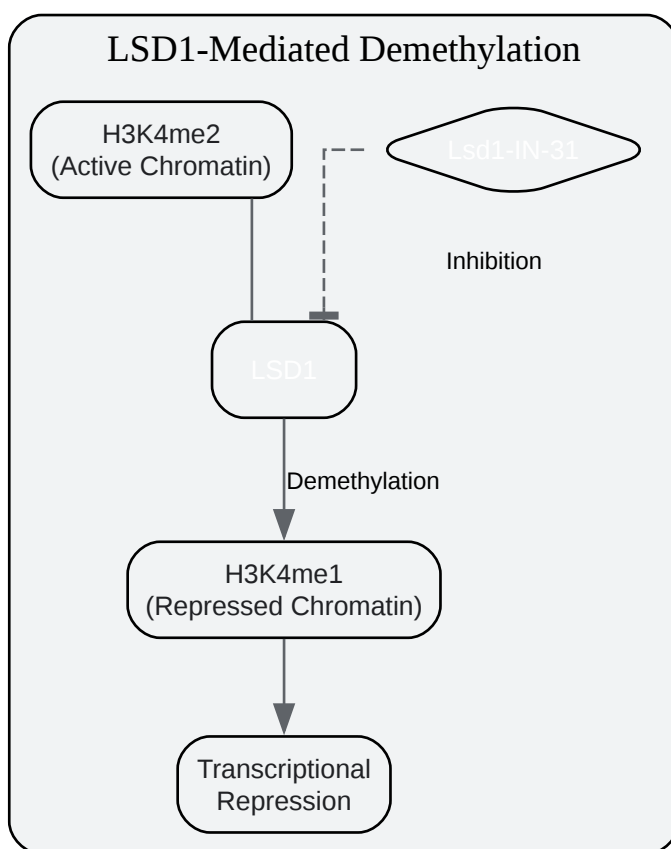 LSD1-Mediated Demethylation
H3K4me2
(Active Chromatin)
Lsd1-IN-31
Inhibition
LSD1
Demethylation
H3K4me1
(Repressed Chromatin)
Transcriptional
Repression